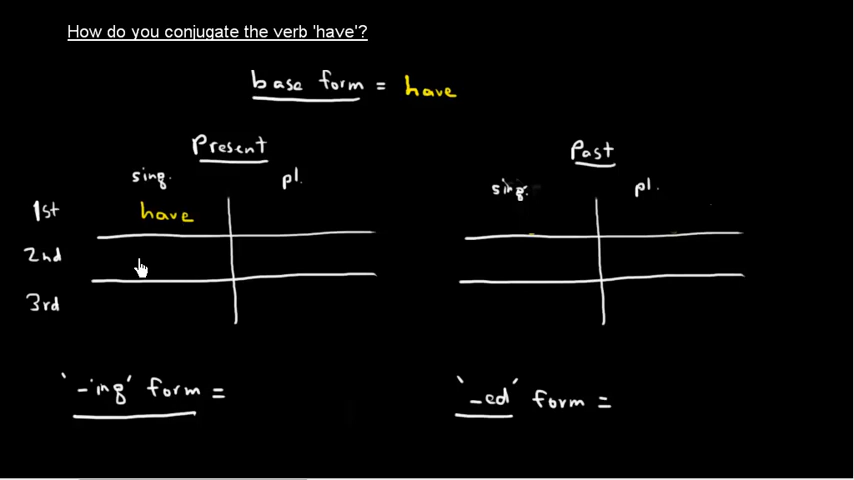 How do you conjugate the verb 'have'?
base form = have
Present
Past
sing. pl.
sing. pl.
1st have
2nd
3rd
'-ing' form =
'-ed' form =